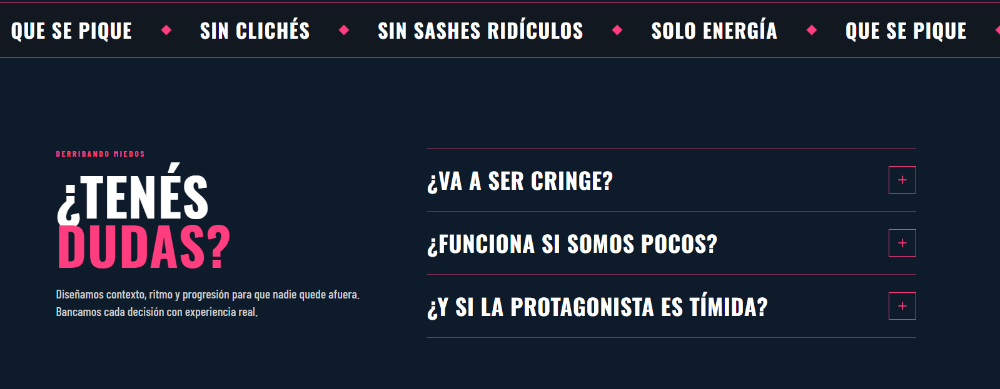 QUE SE PIQUE ◆ SIN CLICHÉS ◆ SIN SASHES RIDÍCULOS ◆ SOLO ENERGÍA ◆ QUE SE PIQUE ◆
DERRIBANDO MIEDOS
¿TENÉS
DUDAS?
Diseñamos contexto, ritmo y progresión para que nadie quede afuera.
Bancamos cada decisión con experiencia real.
¿VA A SER CRINGE?
¿FUNCIONA SI SOMOS POCOS?
¿Y SI LA PROTAGONISTA ES TÍMIDA?